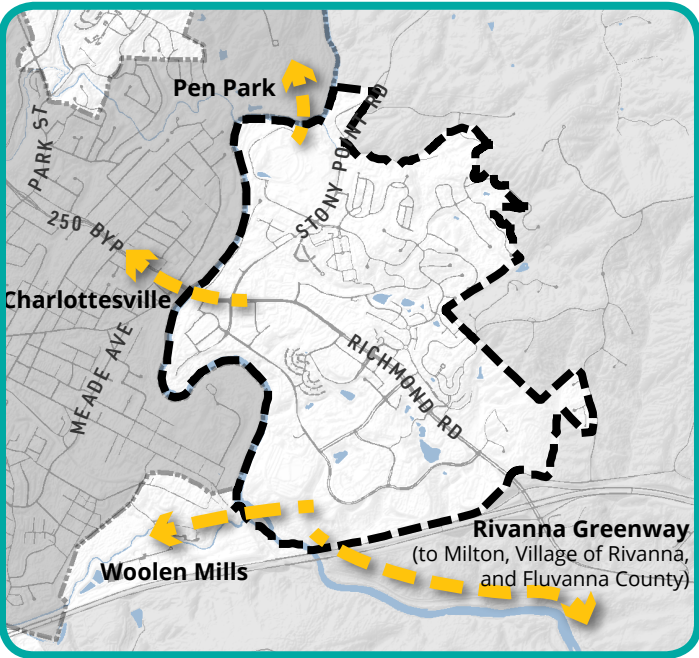 Pen Park
PARK ST
STONY POINT RD
250 BYP
Charlottesville
MEADE AVE
RICHMOND RD
Rivanna Greenway
(to Milton, Village of Rivanna,
and Fluvanna County)
Woolen Mills